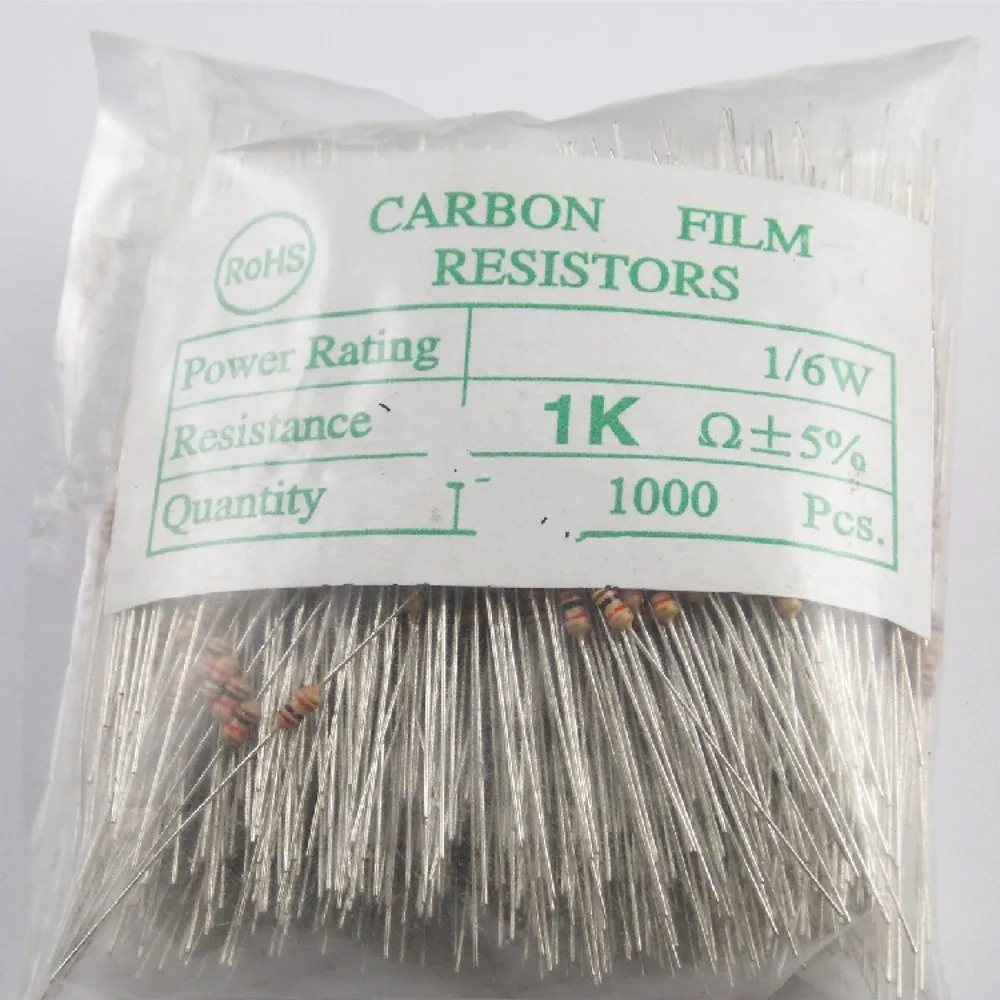 CARBON FILM
RoHS
RESISTORS
Power Rating 1/6W
Resistance 1K Ω±5%
Quantity 1000 Pcs.